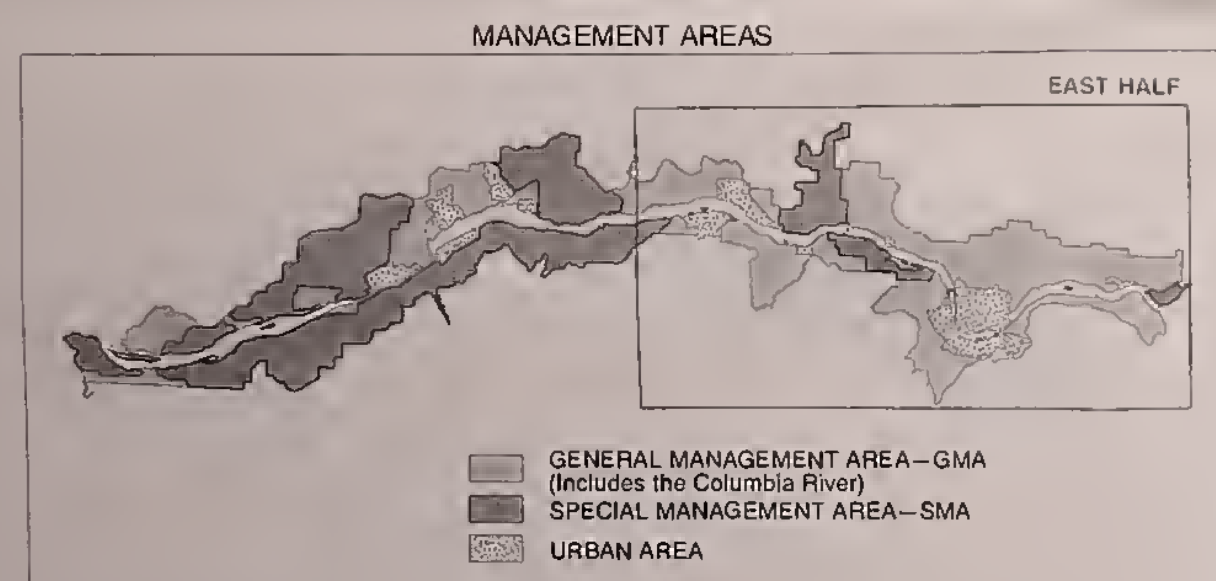 MANAGEMENT AREAS
EAST HALF
GENERAL MANAGEMENT AREA–GMA
(Includes the Columbia River)
SPECIAL MANAGEMENT AREA–SMA
URBAN AREA